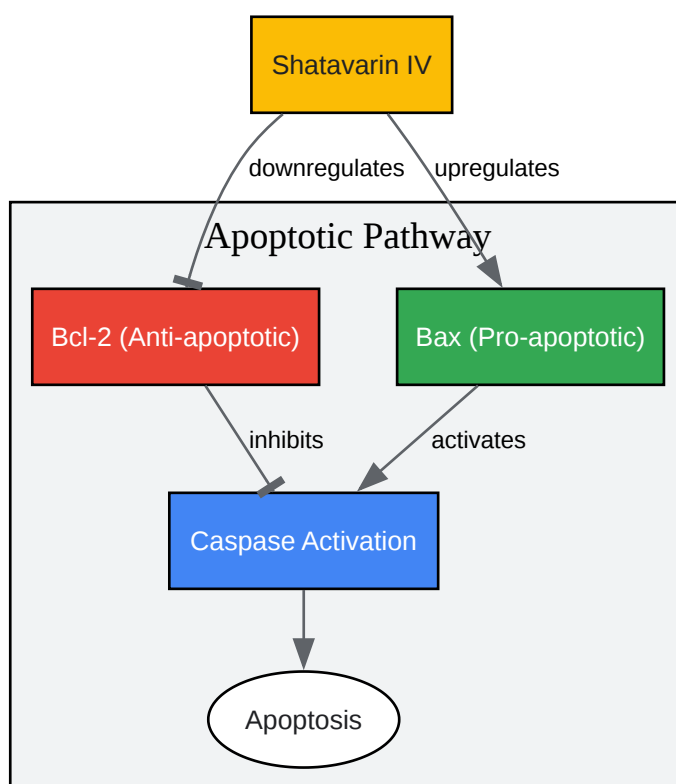 Shatavarin IV
downregulates
upregulates
Apoptotic Pathway
Bcl-2 (Anti-apoptotic)
Bax (Pro-apoptotic)
inhibits
activates
Caspase Activation
Apoptosis